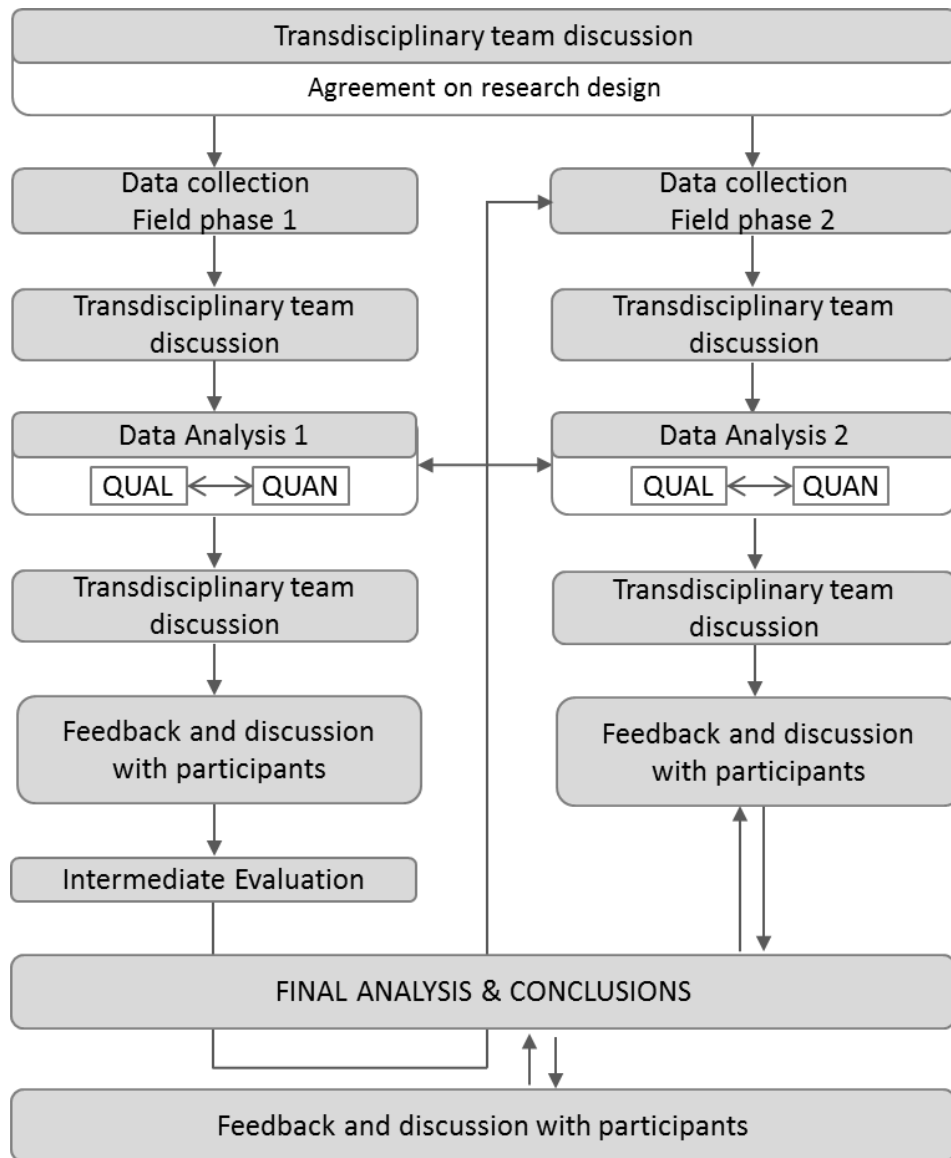 Transdisciplinary team discussion
Agreement on research design
Data collection
Field phase 1
Transdisciplinary team
discussion
Data Analysis 1
QUAL QUAN
Transdisciplinary team
discussion
Feedback and discussion
with participants
Intermediate Evaluation
Data collection
Field phase 2
Transdisciplinary team
discussion
Data Analysis 2
QUAL QUAN
Transdisciplinary team
discussion
Feedback and discussion
with participants
FINAL ANALYSIS & CONCLUSIONS
Feedback and discussion with participants